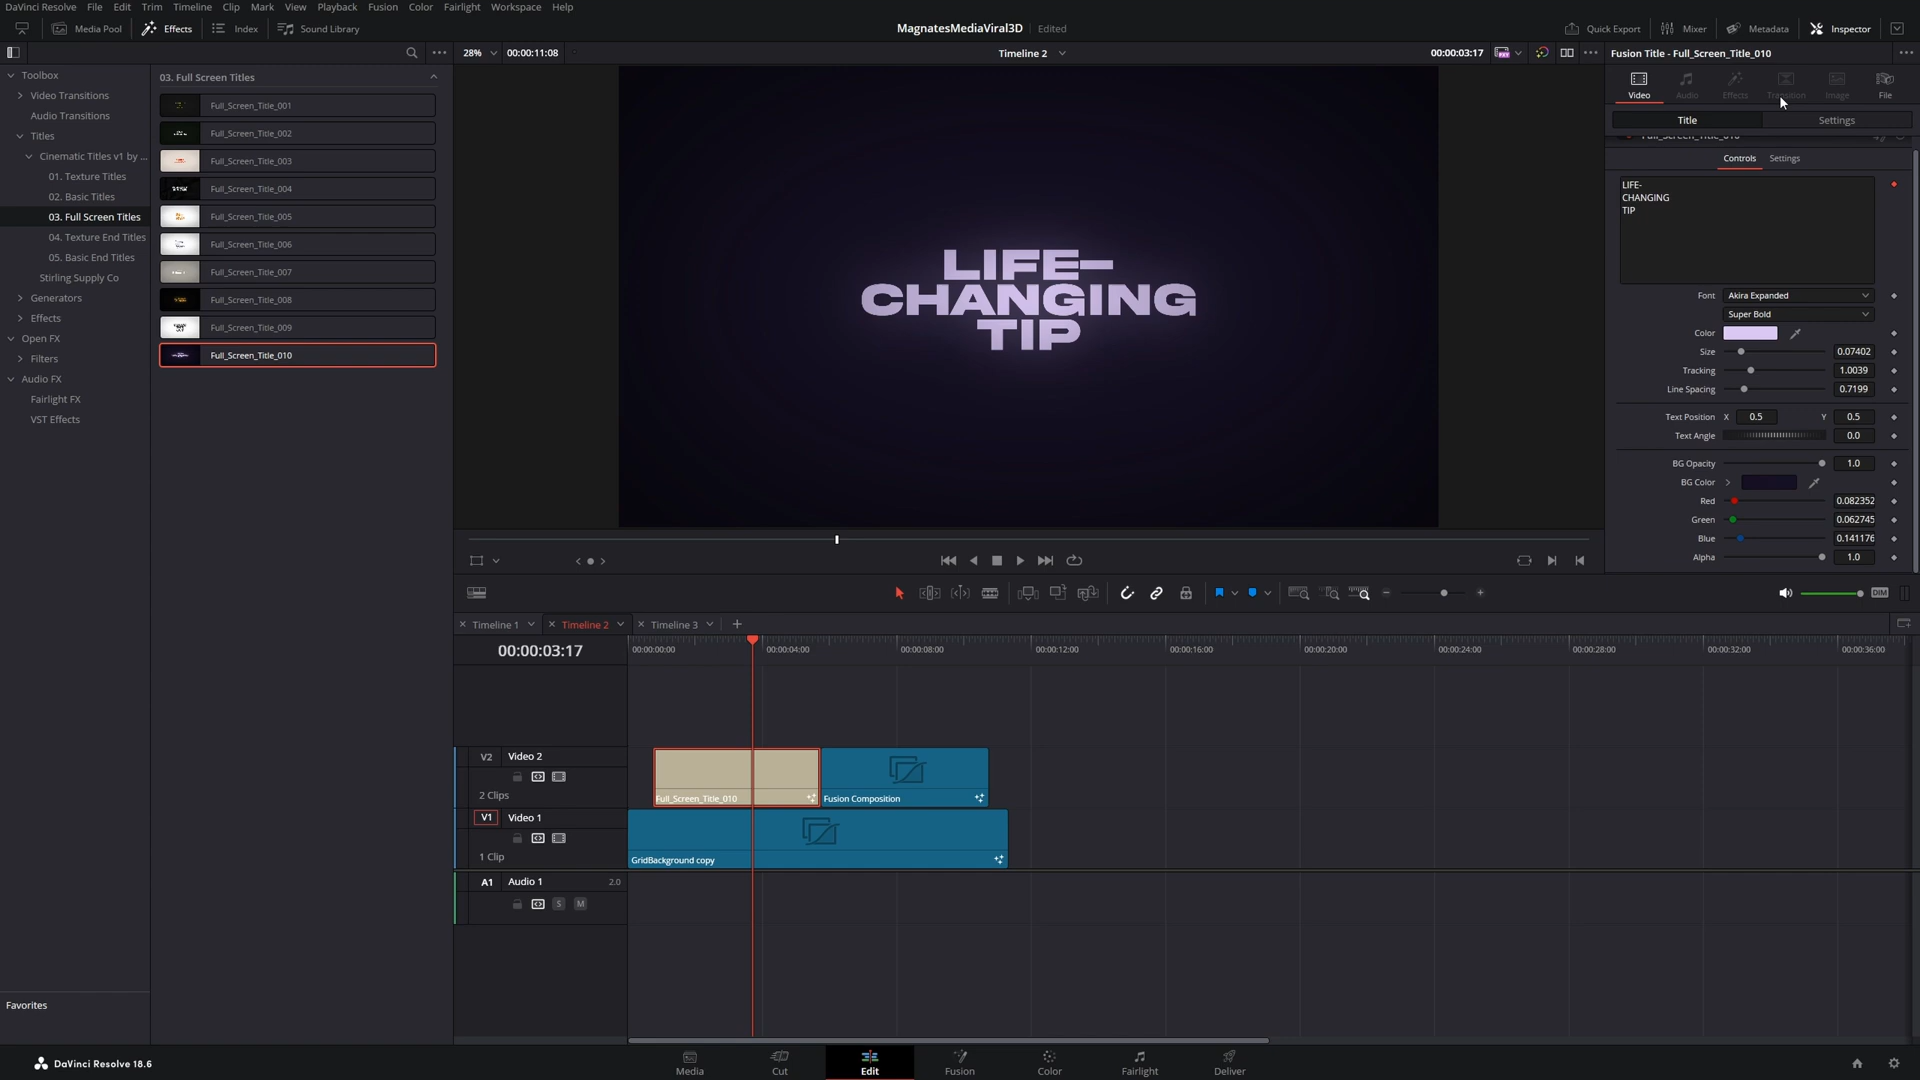 DaVinci Resolve File Edit Trim Timeline Clip Mark View Playback Fusion Color Fairlight Workspace Help
Media Pool Effects Index Sound Library
MagnatesMediaViral3D Edited
Quick Export Mixer Metadata Inspector
28% 00:00:11:08
Timeline 2
00:00:03:17
Fusion Title - Full_Screen_Title_010
Toolbox
Video Transitions
Audio Transitions
Titles
Cinematic Titles v1 by ...
01. Texture Titles
02. Basic Titles
03. Full Screen Titles
04. Texture End Titles
05. Basic End Titles
Stirling Supply Co
Generators
Effects
Open FX
Filters
Audio FX
Fairlight FX
VST Effects
Favorites
03. Full Screen Titles
Full_Screen_Title_001
Full_Screen_Title_002
Full_Screen_Title_003
Full_Screen_Title_004
Full_Screen_Title_005
Full_Screen_Title_006
Full_Screen_Title_007
Full_Screen_Title_008
Full_Screen_Title_009
Full_Screen_Title_010
LIFE-
CHANGING
TIP
Video Audio Effects Transition Image File
Title Settings
Full_Screen_Title_010
Controls Settings
LIFE-
CHANGING
TIP
Font Akira Expanded
Super Bold
Color
Size 0.07402
Tracking 1.0039
Line Spacing 0.7199
Text Position X 0.5 Y 0.5
Text Angle 0.0
BG Opacity 1.0
BG Color
Red 0.082352
Green 0.062745
Blue 0.141176
Alpha 1.0
DIM
Timeline 1 Timeline 2 Timeline 3
00:00:03:17
00:00:00:00 00:00:04:00 00:00:08:00 00:00:12:00 00:00:16:00 00:00:20:00 00:00:24:00 00:00:28:00 00:00:32:00 00:00:36:00
V2 Video 2
2 Clips
Full_Screen_Title_010 Fusion Composition
V1 Video 1
1 Clip
GridBackground copy
A1 Audio 1 2.0
S M
DaVinci Resolve 18.6
Media Cut Edit Fusion Color Fairlight Deliver